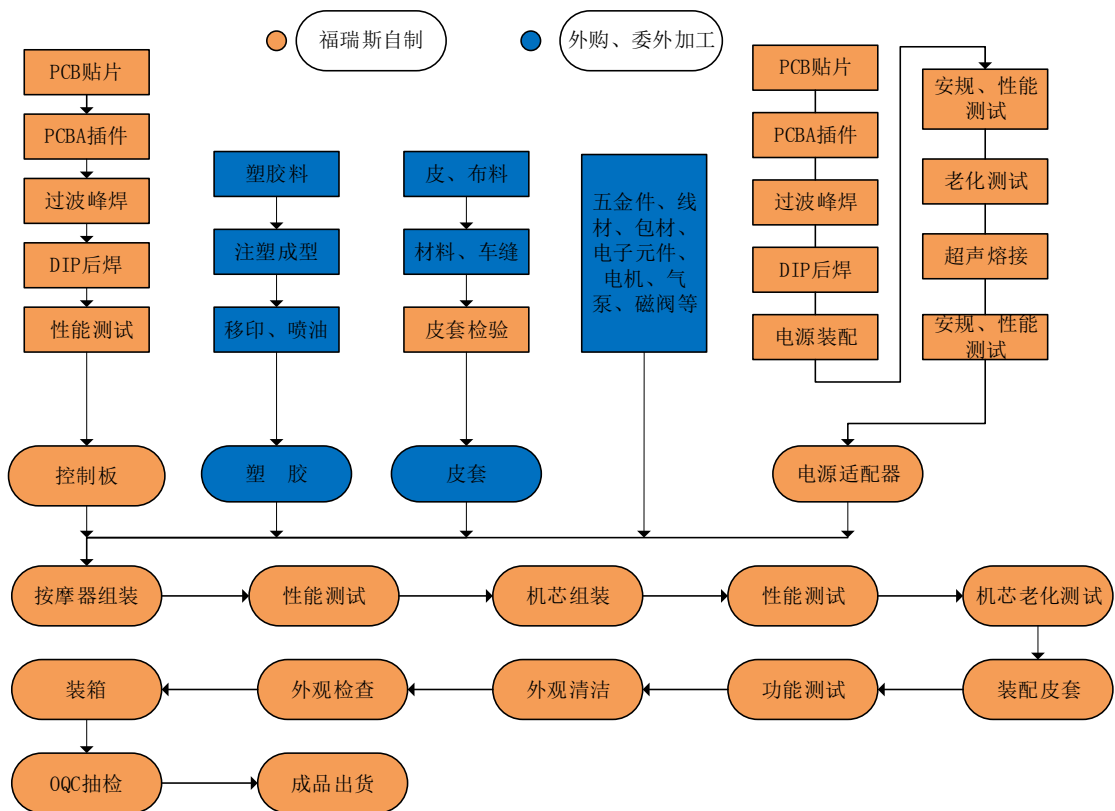 福瑞斯自制
外购、委外加工
PCB贴片
PCBA插件
过波峰焊
DIP后焊
性能测试
控制板
塑胶料
注塑成型
移印、喷油
塑 胶
皮、布料
材料、车缝
皮套检验
皮套
五金件、线
材、包材、
电子元件、
电机、气
泵、磁阀等
PCB贴片
PCBA插件
过波峰焊
DIP后焊
电源装配
安规、性能
测试
老化测试
超声熔接
安规、性能
测试
电源适配器
按摩器组装
性能测试
机芯组装
性能测试
机芯老化测试
装箱
外观检查
外观清洁
功能测试
装配皮套
OQC抽检
成品出货